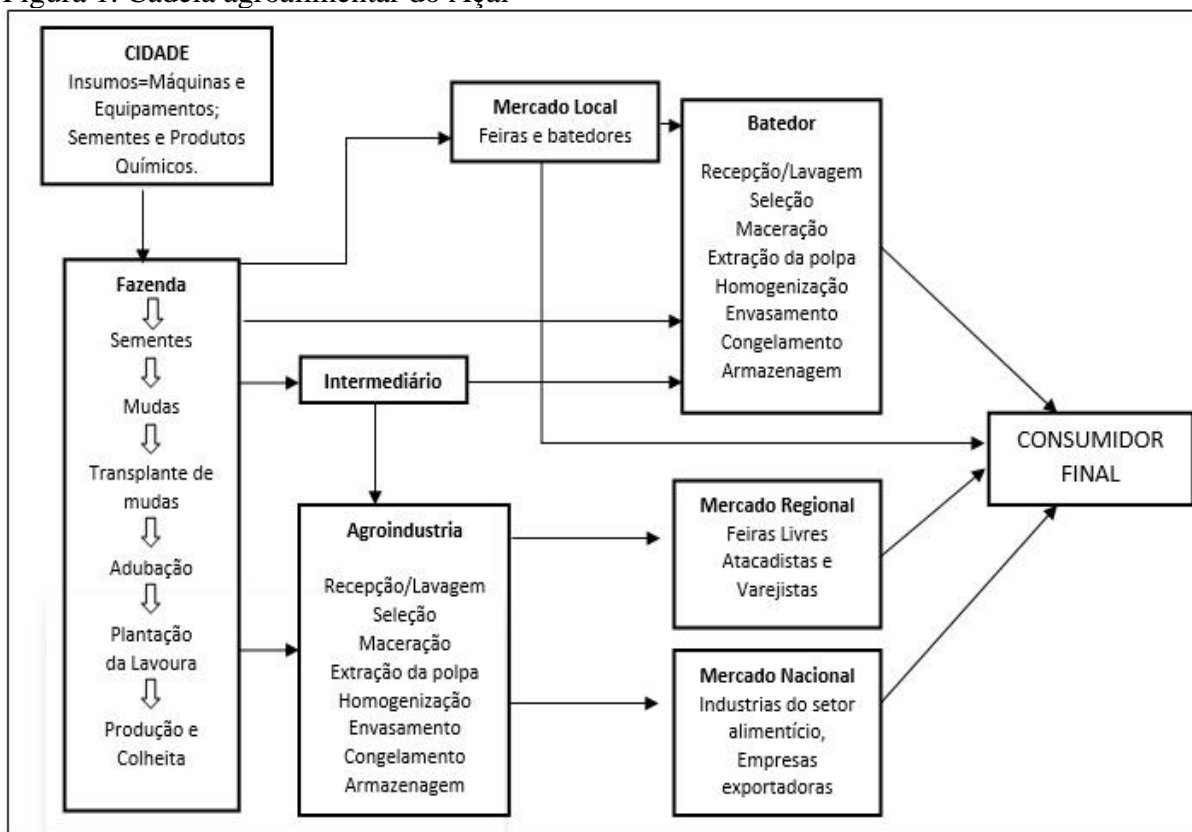 Figura 1: Cadeia agroalimentar do Açaí
CIDADE
Insumos=Máquinas e
Equipamentos;
Sementes e Produtos
Químicos.
Mercado Local
Feiras e batedores
Batedor
Recepção/Lavagem
Seleção
Maceração
Extração da polpa
Homogenização
Envasamento
Congelamento
Armazenagem
Fazenda
Sementes
Mudas
Transplante de
mudas
Adubação
Plantação
da Lavoura
Produção e
Colheita
Intermediário
Agroindustria
Recepção/Lavagem
Seleção
Maceração
Extração da polpa
Homogenização
Envasamento
Congelamento
Armazenagem
Mercado Regional
Feiras Livres
Atacadistas e
Varejistas
Mercado Nacional
Industrias do setor
alimentício,
Empresas
exportadoras
CONSUMIDOR
FINAL